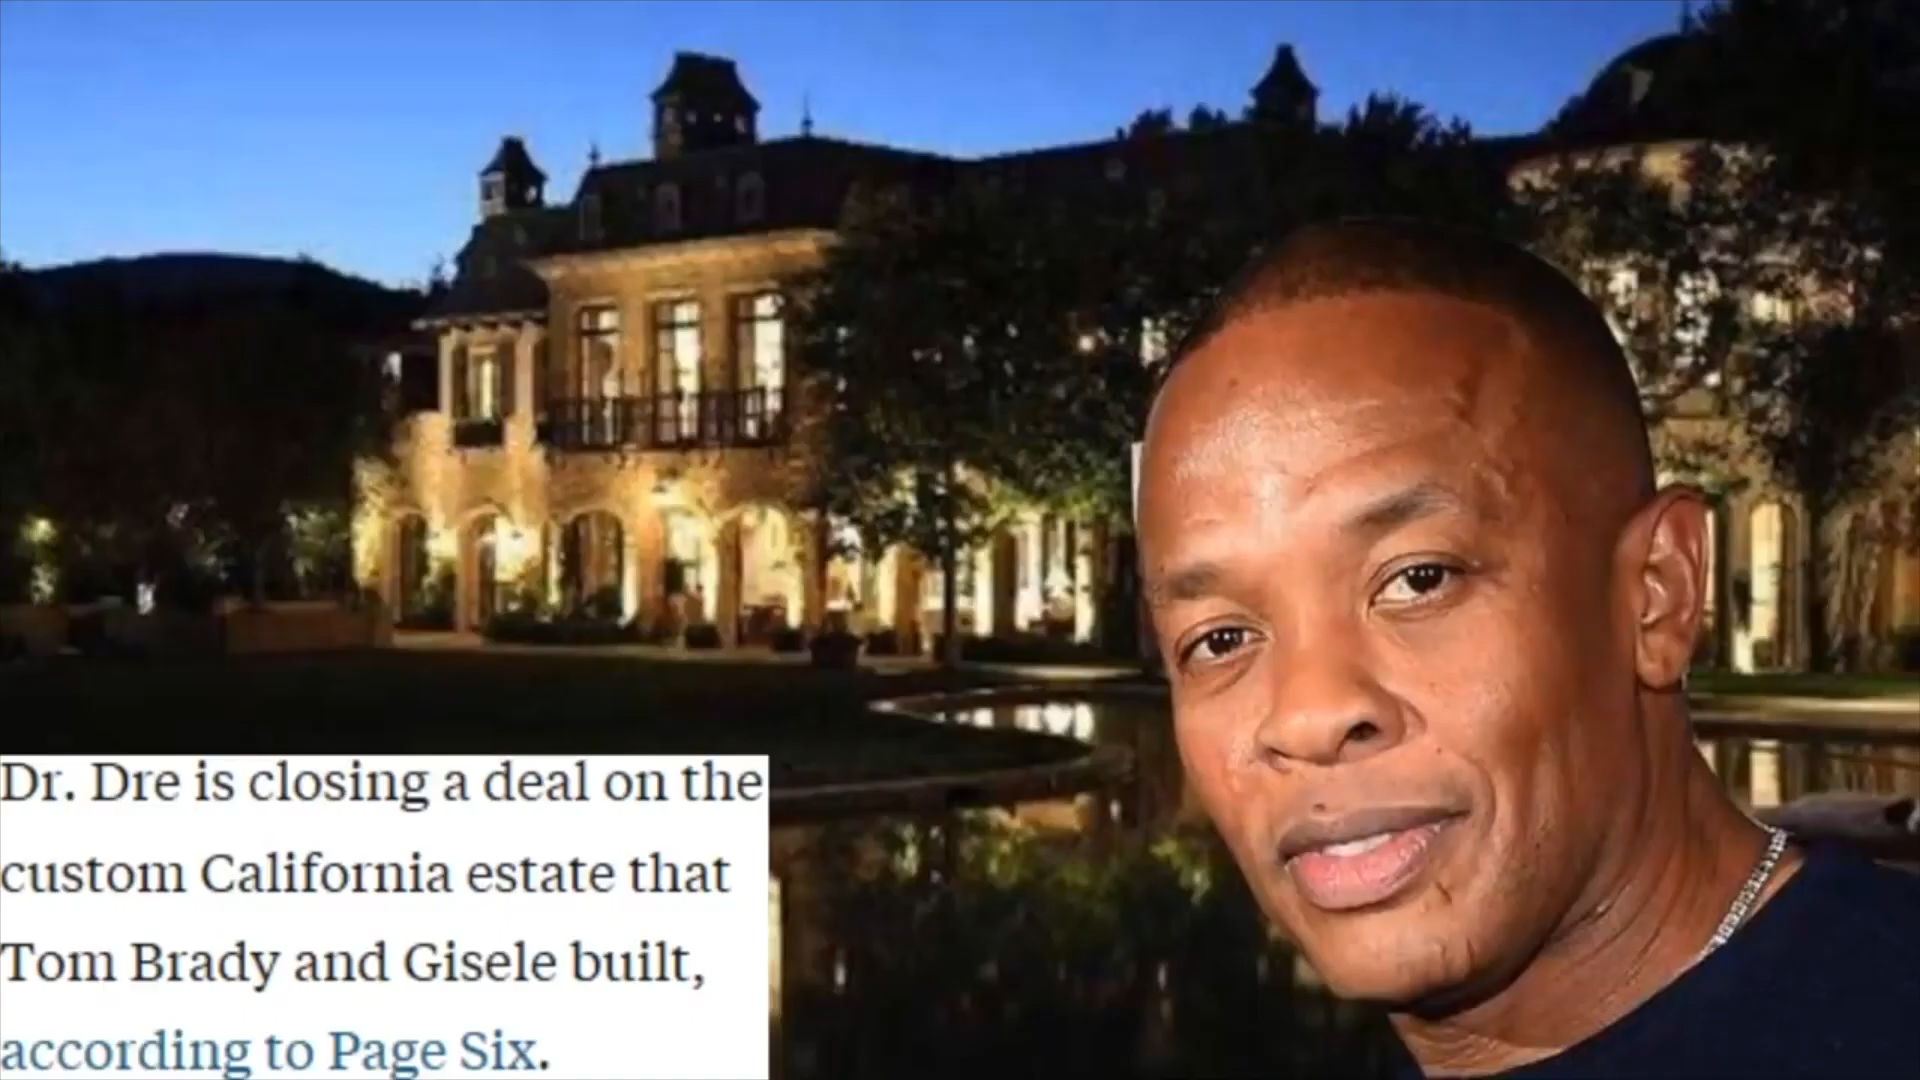 Dr. Dre is closing a deal on the
custom California estate that
Tom Brady and Gisele built,
according to Page Six.